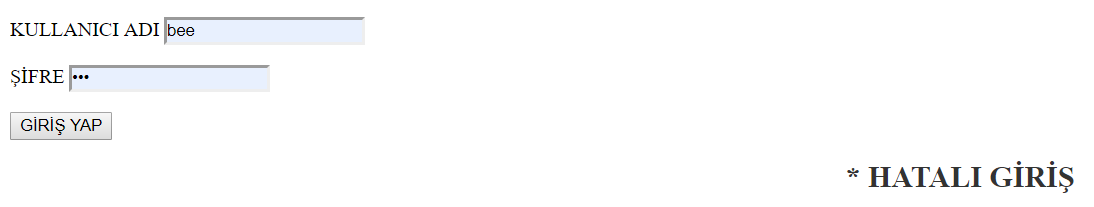 KULLANICI ADI bee
ŞİFRE •••
GİRİŞ YAP
* HATALI GİRİŞ